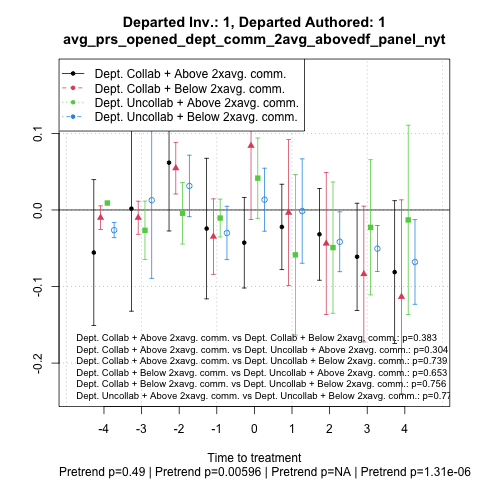 Departed Inv.: 1, Departed Authored: 1
avg_prs_opened_dept_comm_2avg_abovedf_panel_nyt
Dept. Collab + Above 2xavg. comm.
Dept. Collab + Below 2xavg. comm.
Dept. Uncollab + Above 2xavg. comm.
Dept. Uncollab + Below 2xavg. comm.
0.1
0.0
-0.1
-0.2
Dept. Collab + Above 2xavg. comm. vs Dept. Collab + Below 2xavg. comm.: p=0.383
Dept. Collab + Above 2xavg. comm. vs Dept. Uncollab + Above 2xavg. comm.: p=0.304
Dept. Collab + Above 2xavg. comm. vs Dept. Uncollab + Below 2xavg. comm.: p=0.739
Dept. Collab + Below 2xavg. comm. vs Dept. Uncollab + Above 2xavg. comm.: p=0.653
Dept. Collab + Below 2xavg. comm. vs Dept. Uncollab + Below 2xavg. comm.: p=0.756
Dept. Uncollab + Above 2xavg. comm. vs Dept. Uncollab + Below 2xavg. comm.: p=0.77
-4 -3 -2 -1 0 1 2 3 4
Time to treatment
Pretrend p=0.49 | Pretrend p=0.00596 | Pretrend p=NA | Pretrend p=1.31e-06